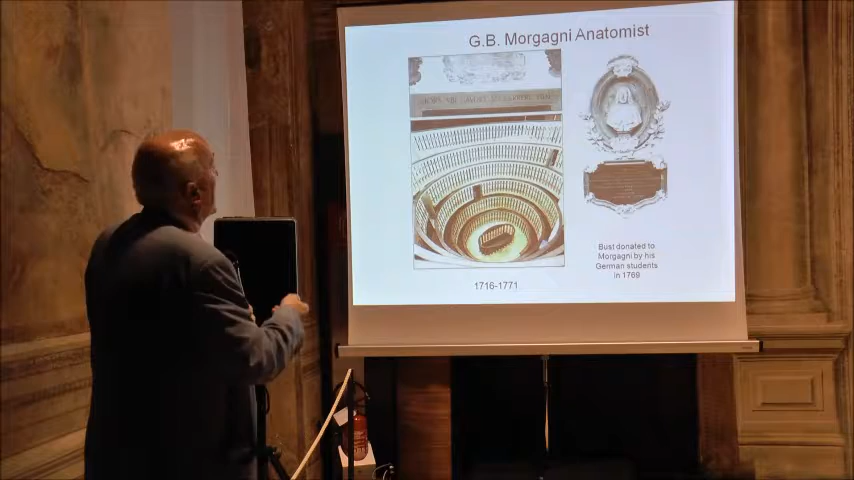 G.B. Morgagni Anatomist
1716-1771
Bust donated to
Morgagni by his
German students
in 1769